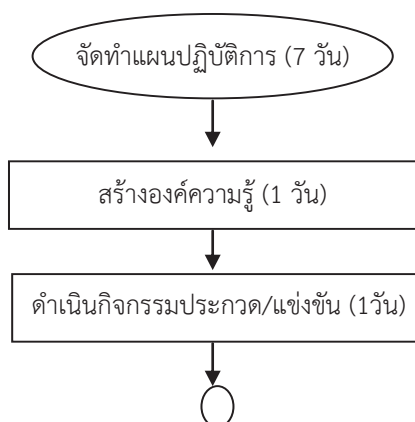 จัดทำแผนปฏิบัติการ (7 วัน)
สร้างองค์ความรู้ (1 วัน)
ดำเนินกิจกรรมประกวด/แข่งขัน (1วัน)